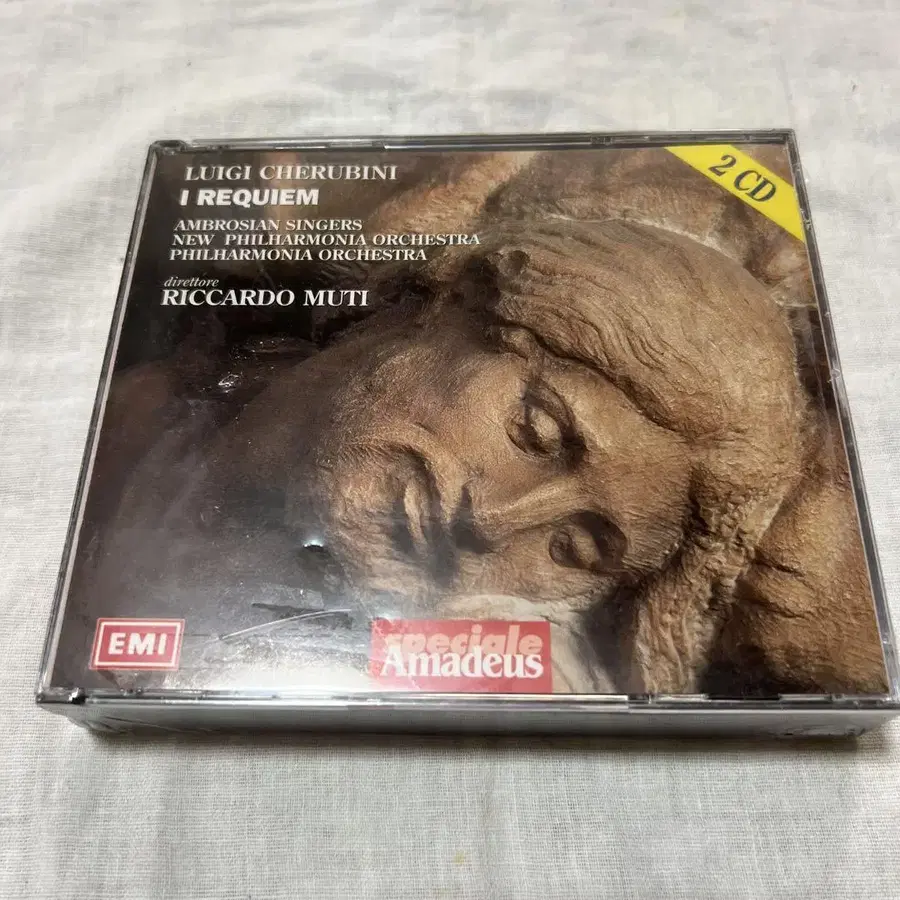 LUIGI CHERUBINI
I REQUIEM
2 CD
AMBROSIAN SINGERS
NEW PHILHARMONIA ORCHESTRA
PHILHARMONIA ORCHESTRA
direttore
RICCARDO MUTI
EMI
speciale
Amadeus